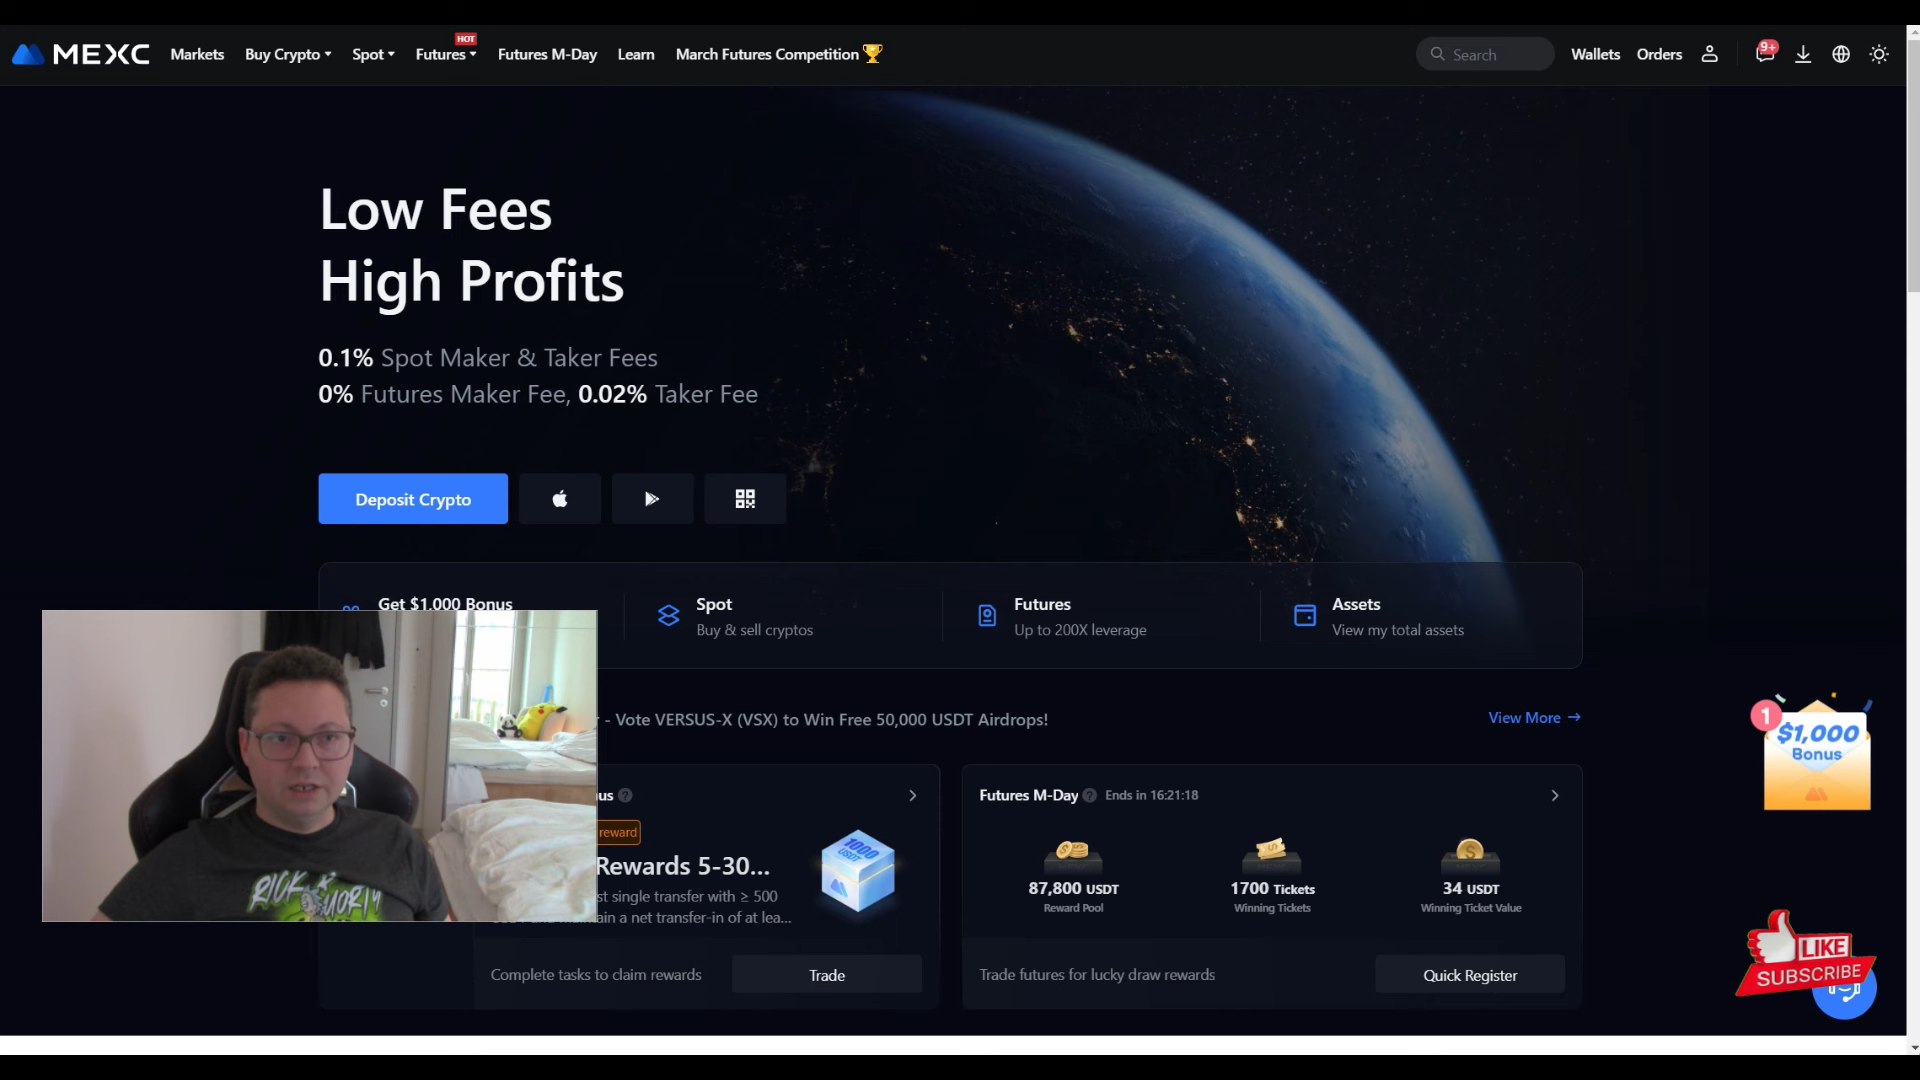 MEXC Markets Buy Crypto Spot Futures HOT Futures M-Day Learn March Futures Competition Search Wallets Orders 9+
Low Fees
High Profits
0.1% Spot Maker & Taker Fees
0% Futures Maker Fee, 0.02% Taker Fee
Deposit Crypto
Get $1,000 Bonus
Spot
Buy & sell cryptos
Futures
Up to 200X leverage
Assets
View my total assets
- Vote VERSUS-X (VSX) to Win Free 50,000 USDT Airdrops!
View More →
reward
Rewards 5-30...
single transfer with ≥ 500
a net transfer-in of at lea...
1000
USDT
Complete tasks to claim rewards
Trade
Futures M-Day ? Ends in 16:21:18
87,800 USDT
Reward Pool
1700 Tickets
Winning Tickets
34 USDT
Winning Ticket Value
Trade futures for lucky draw rewards
Quick Register
1
$1,000
Bonus
LIKE
SUBSCRIBE
RICK